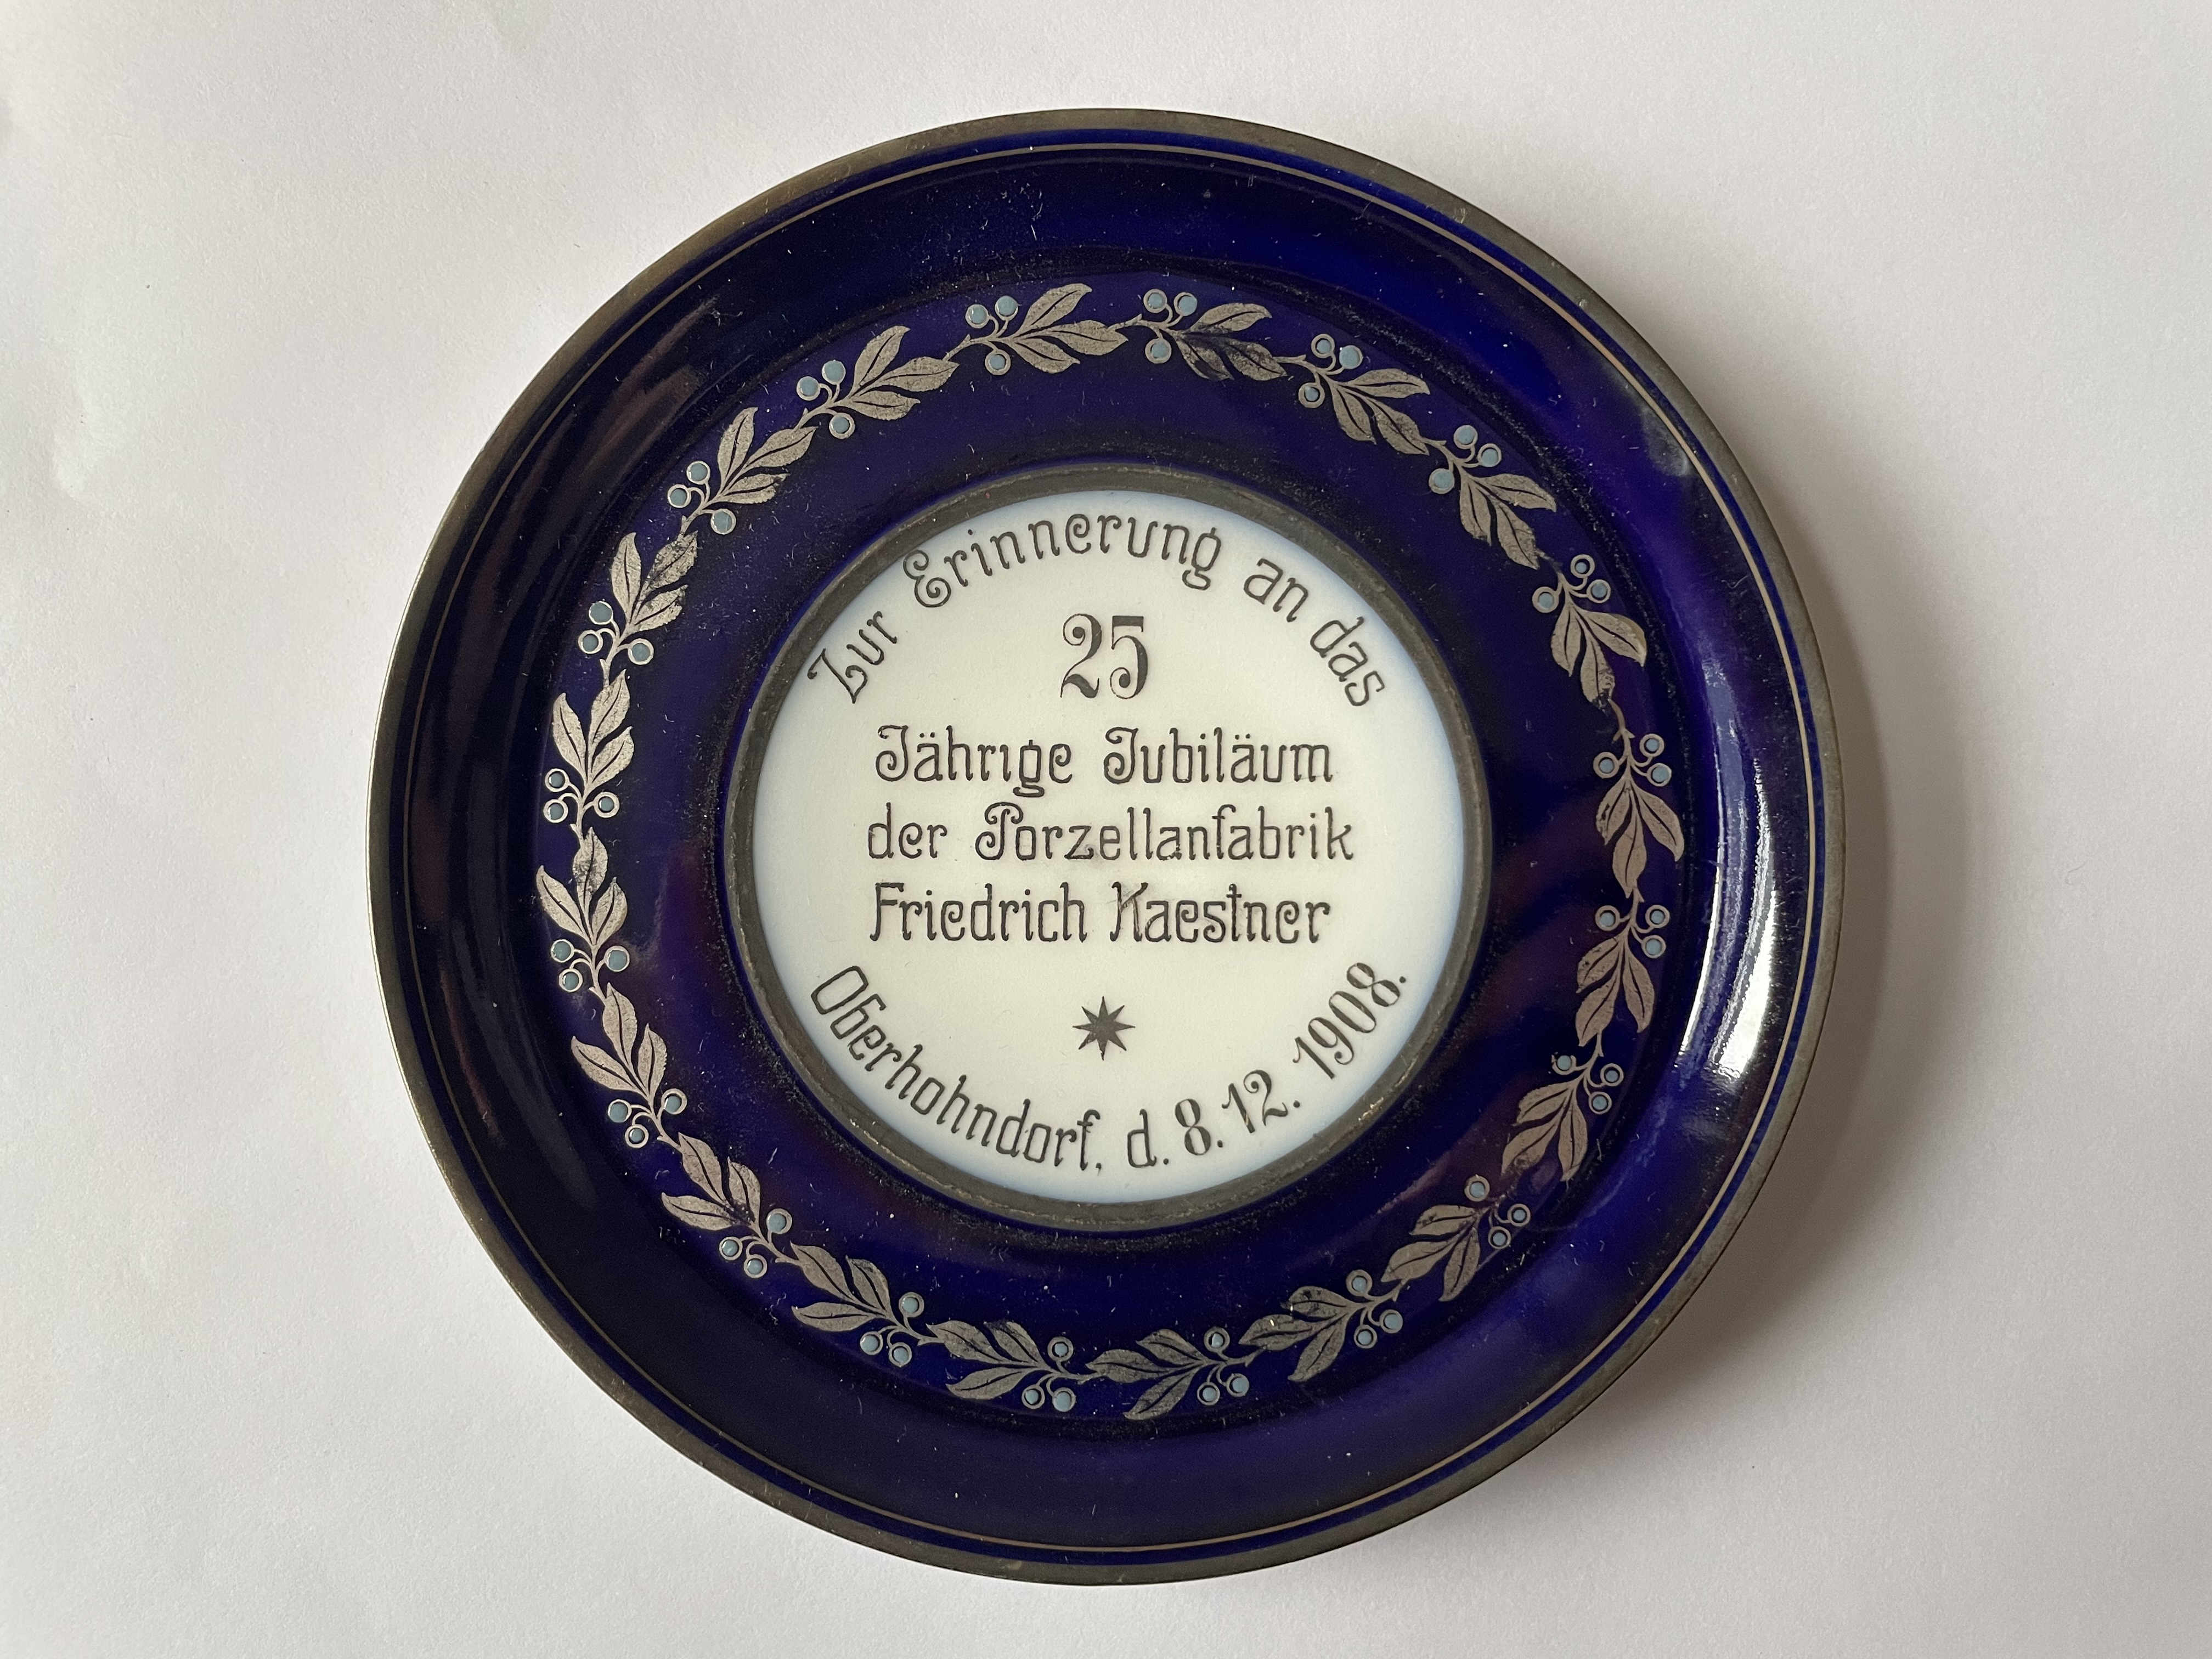 Zur Erinnerung an das
25
Jährige Jubiläum
der Porzellanfabrik
Friedrich Kaestner
Oberhohndorf, d. 8. 12. 1908.